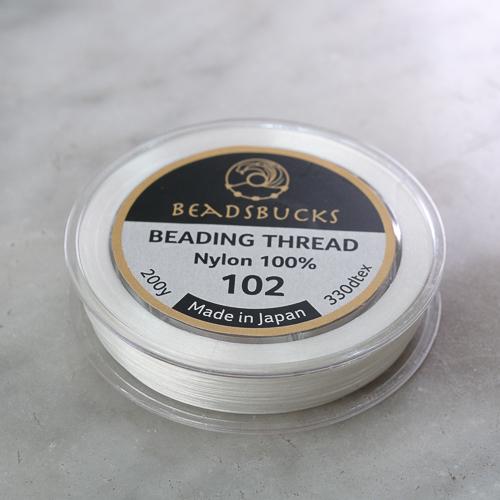 BEADSBUCKS
BEADING THREAD
Nylon 100%
102
200y
330dtex
Made in Japan